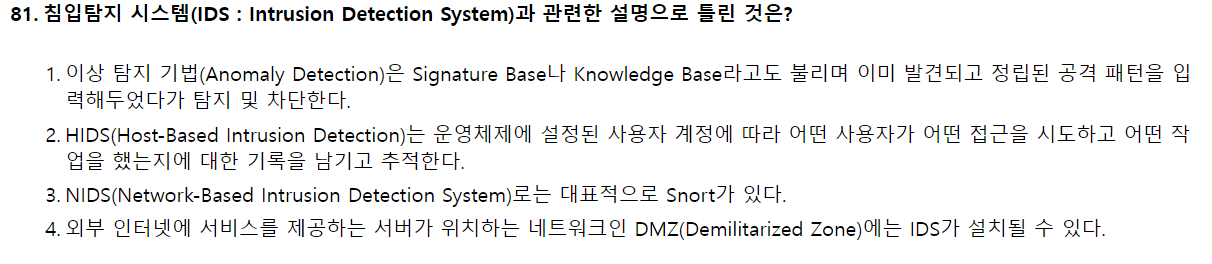 81. 침입탐지 시스템(IDS : Intrusion Detection System)과 관련한 설명으로 틀린 것은?
1. 이상 탐지 기법(Anomaly Detection)은 Signature Base나 Knowledge Base라고도 불리며 이미 발견되고 정립된 공격 패턴을 입
력해두었다가 탐지 및 차단한다.
2. HIDS(Host-Based Intrusion Detection)는 운영체제에 설정된 사용자 계정에 따라 어떤 사용자가 어떤 접근을 시도하고 어떤 작
업을 했는지에 대한 기록을 남기고 추적한다.
3. NIDS(Network-Based Intrusion Detection System)로는 대표적으로 Snort가 있다.
4. 외부 인터넷에 서비스를 제공하는 서버가 위치하는 네트워크인 DMZ(Demilitarized Zone)에는 IDS가 설치될 수 있다.